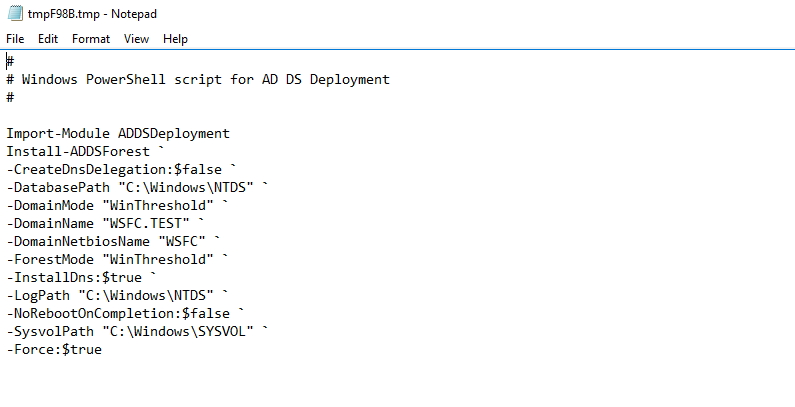 tmpF98B.tmp - Notepad
File Edit Format View Help
#
# Windows PowerShell script for AD DS Deployment
#
Import-Module ADDSDeployment
Install-ADDSForest `
-CreateDnsDelegation:$false `
-DatabasePath "C:\Windows\NTDS" `
-DomainMode "WinThreshold" `
-DomainName "WSFC.TEST" `
-DomainNetbiosName "WSFC" `
-ForestMode "WinThreshold" `
-InstallDns:$true `
-LogPath "C:\Windows\NTDS" `
-NoRebootOnCompletion:$false `
-SysvolPath "C:\Windows\SYSVOL" `
-Force:$true